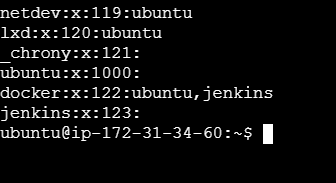 netdev:x:119:ubuntu
lxd:x:120:ubuntu
_chrony:x:121:
ubuntu:x:1000:
docker:x:122:ubuntu,jenkins
jenkins:x:123:
ubuntu@ip-172-31-34-60:~$